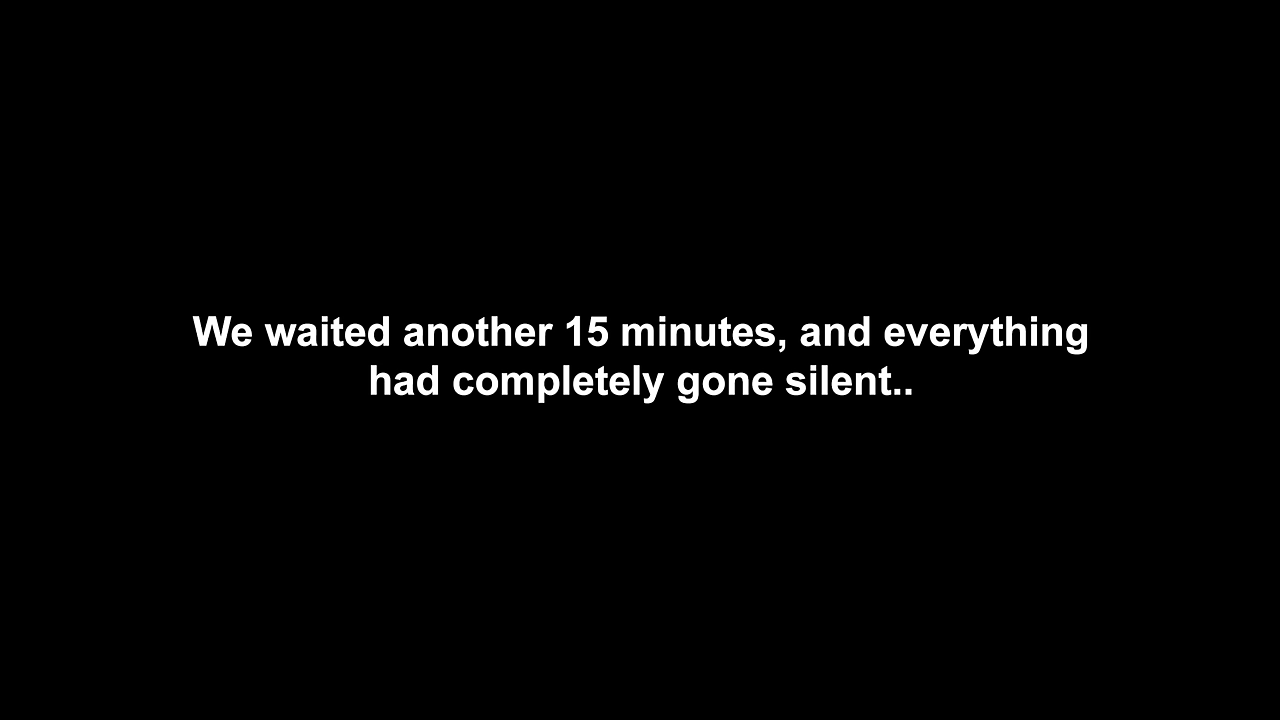 We waited another 15 minutes, and everything
had completely gone silent..